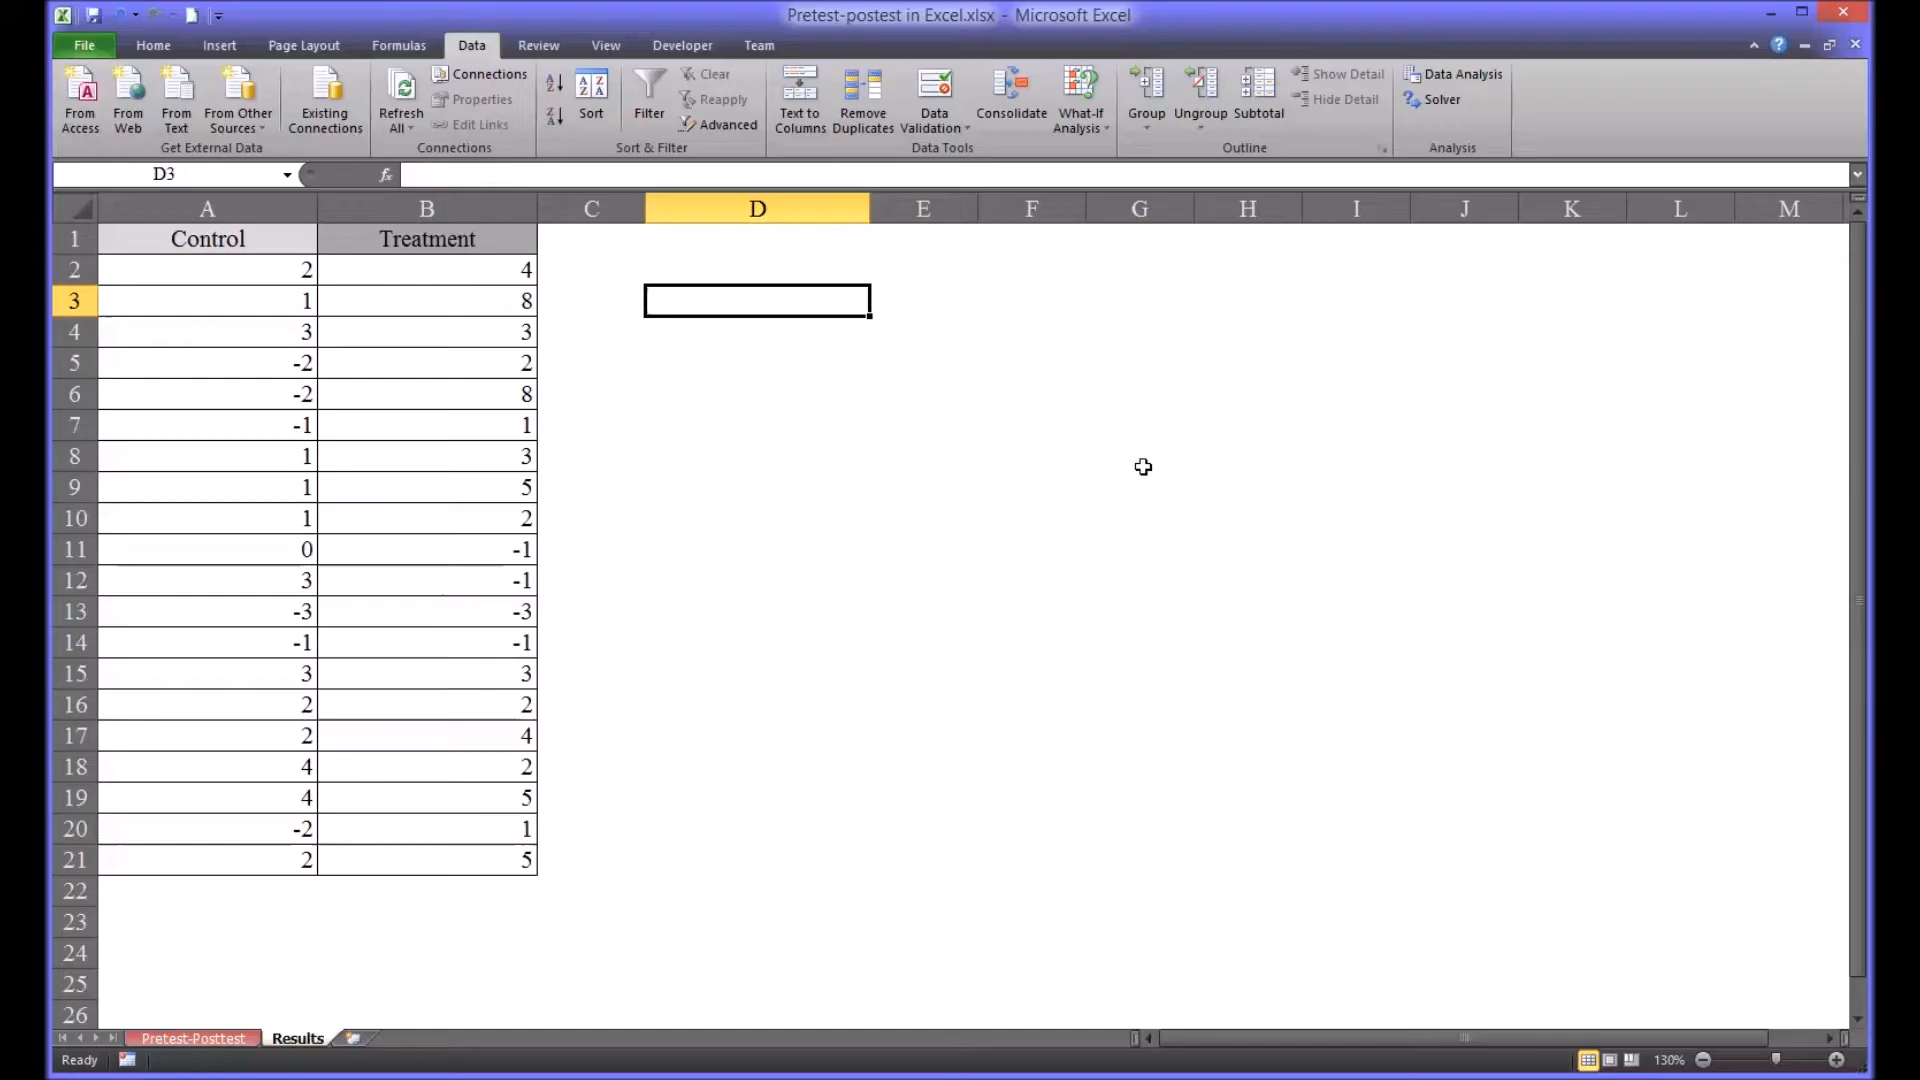 Pretest-postest in Excel.xlsx - Microsoft Excel
File Home Insert Page Layout Formulas Data Review View Developer Team
From Access
From Web
From Text
From Other Sources
Existing Connections
Get External Data
Refresh All
Connections
Properties
Edit Links
Connections
Sort
Filter
Clear
Reapply
Advanced
Sort & Filter
Text to Columns
Remove Duplicates
Data Validation
Consolidate
What-If Analysis
Data Tools
Group
Ungroup
Subtotal
Show Detail
Hide Detail
Outline
Data Analysis
Solver
Analysis
D3 fx
A B C D E F G H I J K L M
1 Control Treatment
2 2 4
3 1 8
4 3 3
5 -2 2
6 -2 8
7 -1 1
8 1 3
9 1 5
10 1 2
11 0 -1
12 3 -1
13 -3 -3
14 -1 -1
15 3 3
16 2 2
17 2 4
18 4 2
19 4 5
20 -2 1
21 2 5
22
23
24
25
26
Pretest-Posttest Results
Ready 130%